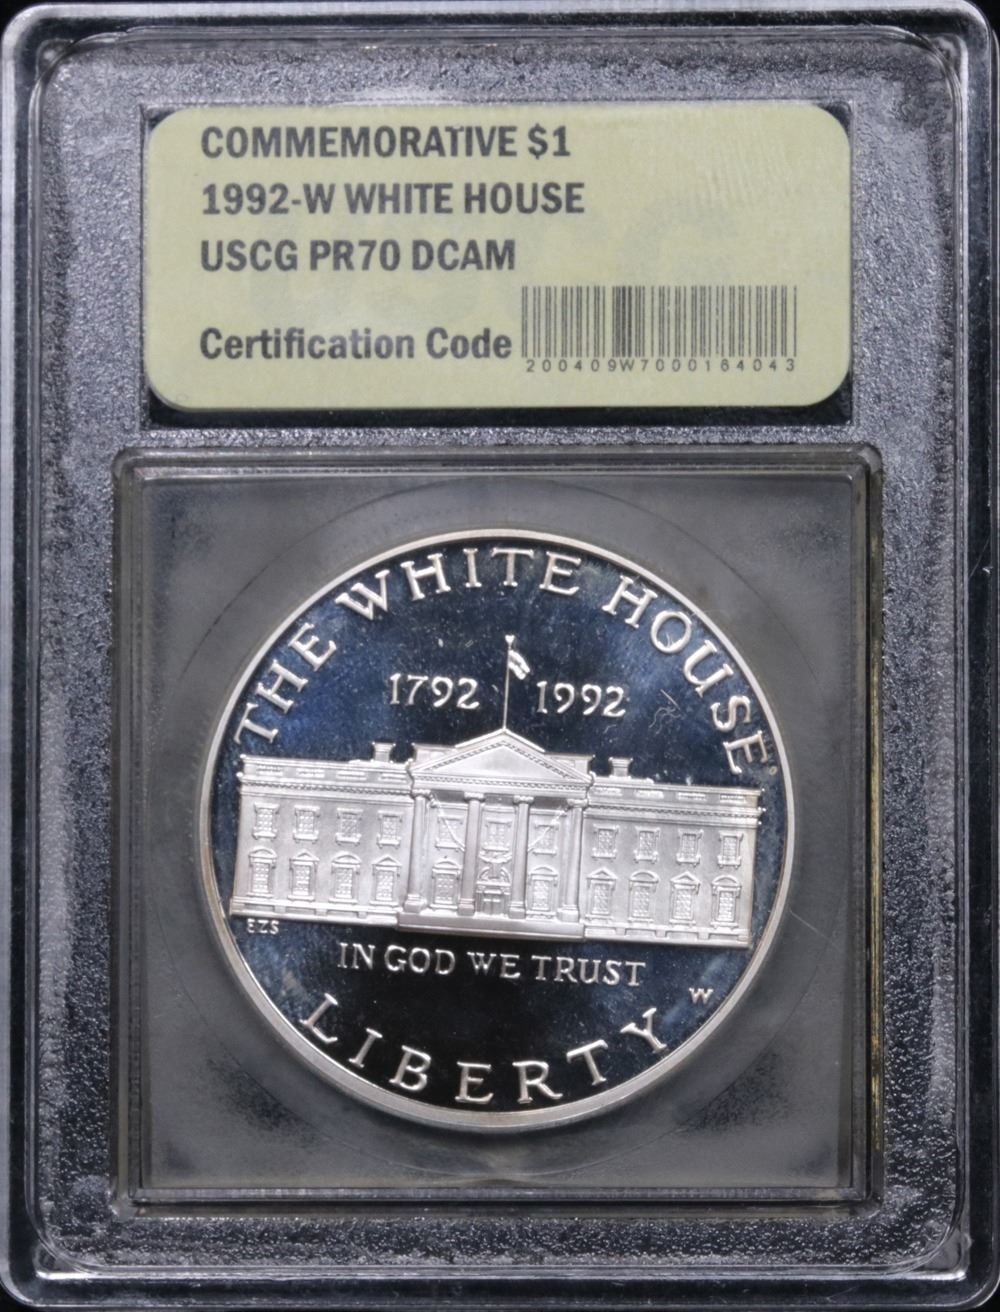 COMMEMORATIVE $1
1992-W WHITE HOUSE
USCG PR70 DCAM
Certification Code
200409W7000164043
THE WHITE HOUSE
1792 1992
EZS
IN GOD WE TRUST
W
LIBERTY